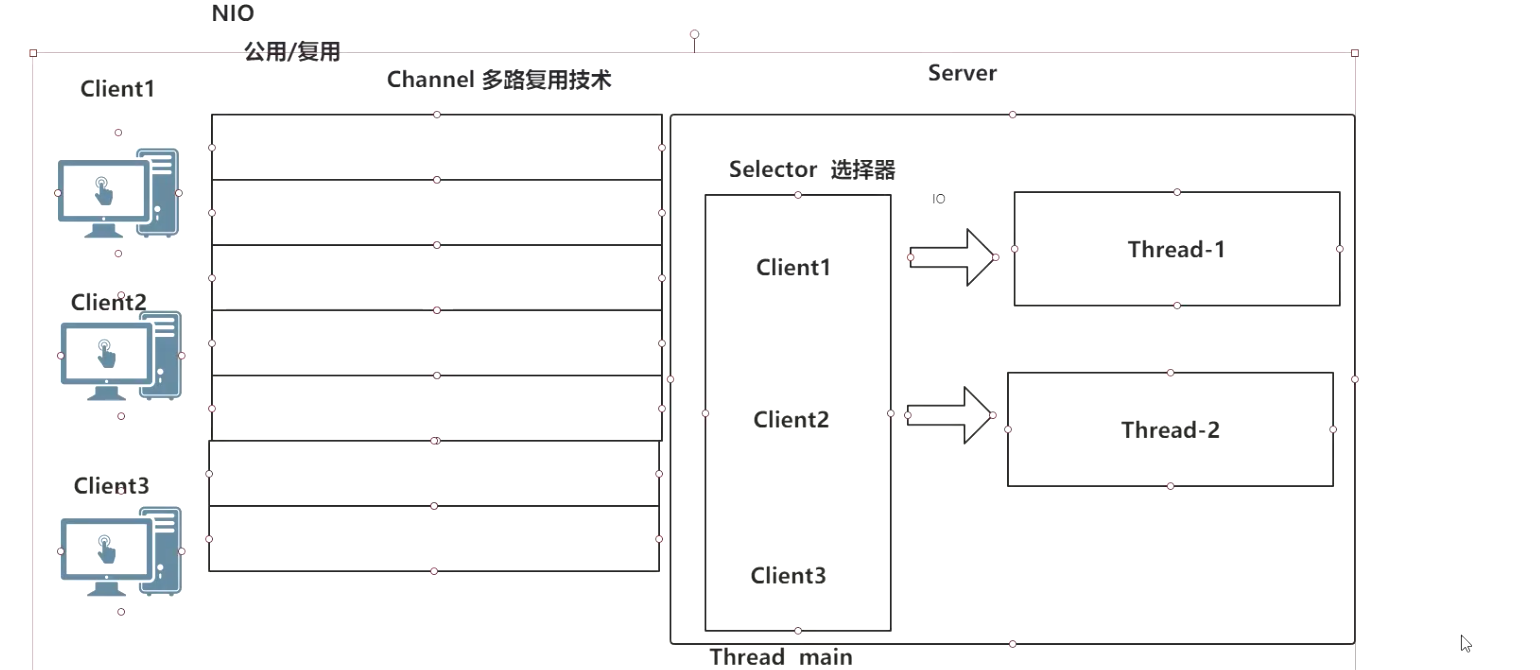 NIO
公用/复用
Channel 多路复用技术
Server
Client1
Selector 选择器
IO
Client1
Thread-1
Client2
Client2
Thread-2
Client3
Client3
Thread main